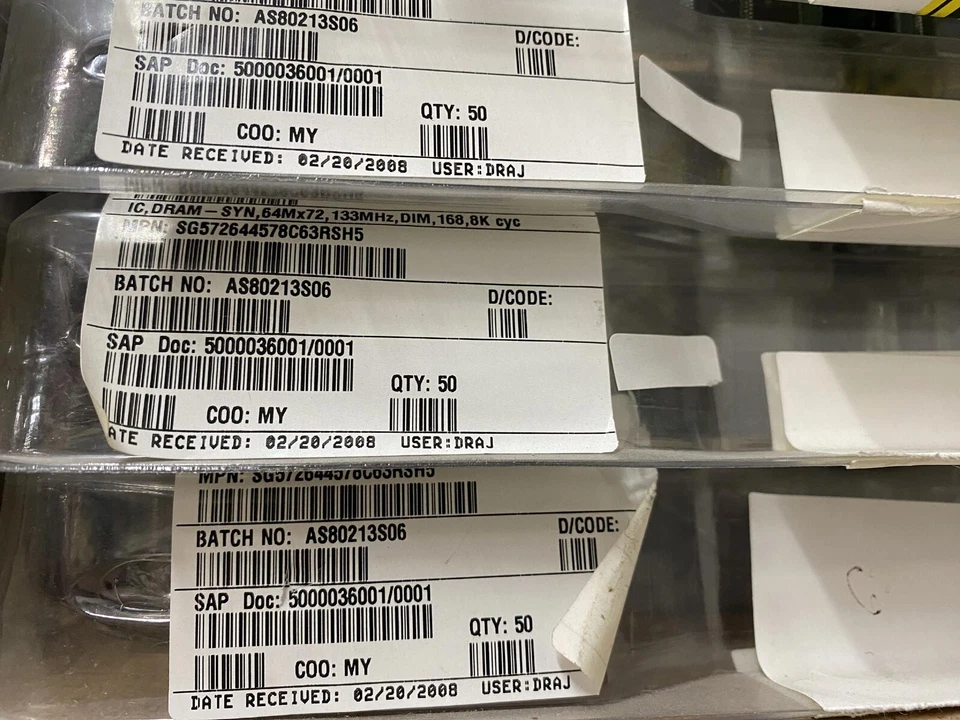 BATCH NO: AS80213S06
D/CODE:
SAP Doc: 5000036001/0001
QTY: 50
COO: MY
DATE RECEIVED: 02/20/2008 USER:DRAJ
IC,DRAM-SYN,64Mx72,133MHz,DIM,168,8K cyc
MPN: SG572644578C63RSH5
BATCH NO: AS80213S06
D/CODE:
SAP Doc: 5000036001/0001
QTY: 50
COO: MY
ATE RECEIVED: 02/20/2008 USER:DRAJ
MPN: SG572644578C63RSH5
BATCH NO: AS80213S06
D/CODE:
SAP Doc: 5000036001/0001
QTY: 50
COO: MY
DATE RECEIVED: 02/20/2008 USER:DRAJ